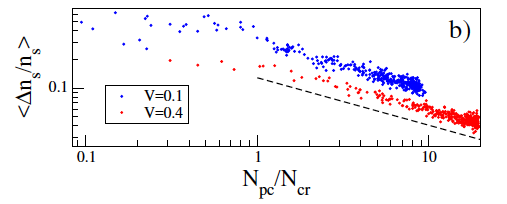 b)
<Δn_s/n_s>
0.1
V=0.1
V=0.4
0.1 1 10
N_pc/N_cr